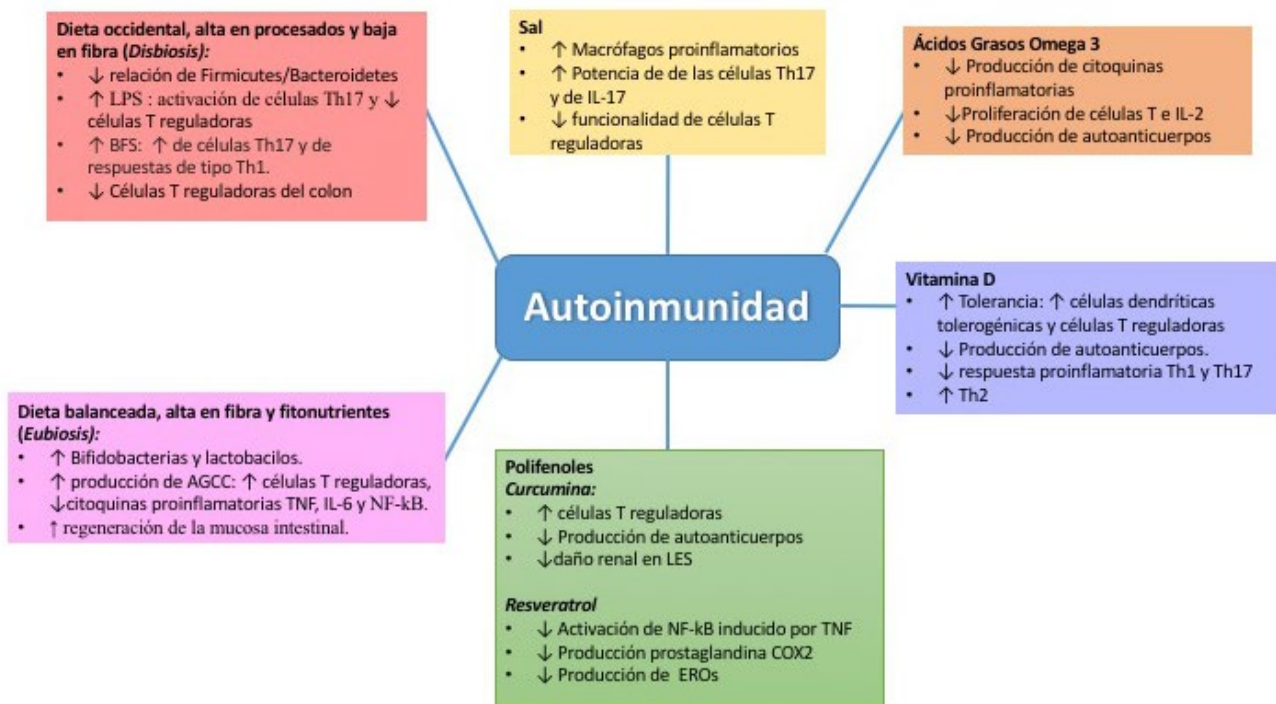 Dieta occidental, alta en procesados y baja
en fibra (Disbiosis):
• ↓ relación de Firmicutes/Bacteroidetes
• ↑ LPS : activación de células Th17 y ↓
células T reguladoras
• ↑ BFS: ↑ de células Th17 y de
respuestas de tipo Th1.
• ↓ Células T reguladoras del colon
Sal
• ↑ Macrófagos proinflamatorios
• ↑ Potencia de de las células Th17
y de IL-17
• ↓ funcionalidad de células T
reguladoras
Ácidos Grasos Omega 3
• ↓ Producción de citoquinas
proinflamatorias
• ↓Proliferación de células T e IL-2
• ↓ Producción de autoanticuerpos
Autoinmunidad
Vitamina D
• ↑ Tolerancia: ↑ células dendríticas
tolerogénicas y células T reguladoras
• ↓ Producción de autoanticuerpos.
• ↓ respuesta proinflamatoria Th1 y Th17
• ↑ Th2
Dieta balanceada, alta en fibra y fitonutrientes
(Eubiosis):
• ↑ Bifidobacterias y lactobacilos.
• ↑ producción de AGCC: ↑ células T reguladoras,
↓citoquinas proinflamatorias TNF, IL-6 y NF-kB.
• ↑ regeneración de la mucosa intestinal.
Polifenoles
Curcumina:
• ↑ células T reguladoras
• ↓ Producción de autoanticuerpos
• ↓daño renal en LES
Resveratrol
• ↓ Activación de NF-kB inducido por TNF
• ↓ Producción prostaglandina COX2
• ↓ Producción de EROs